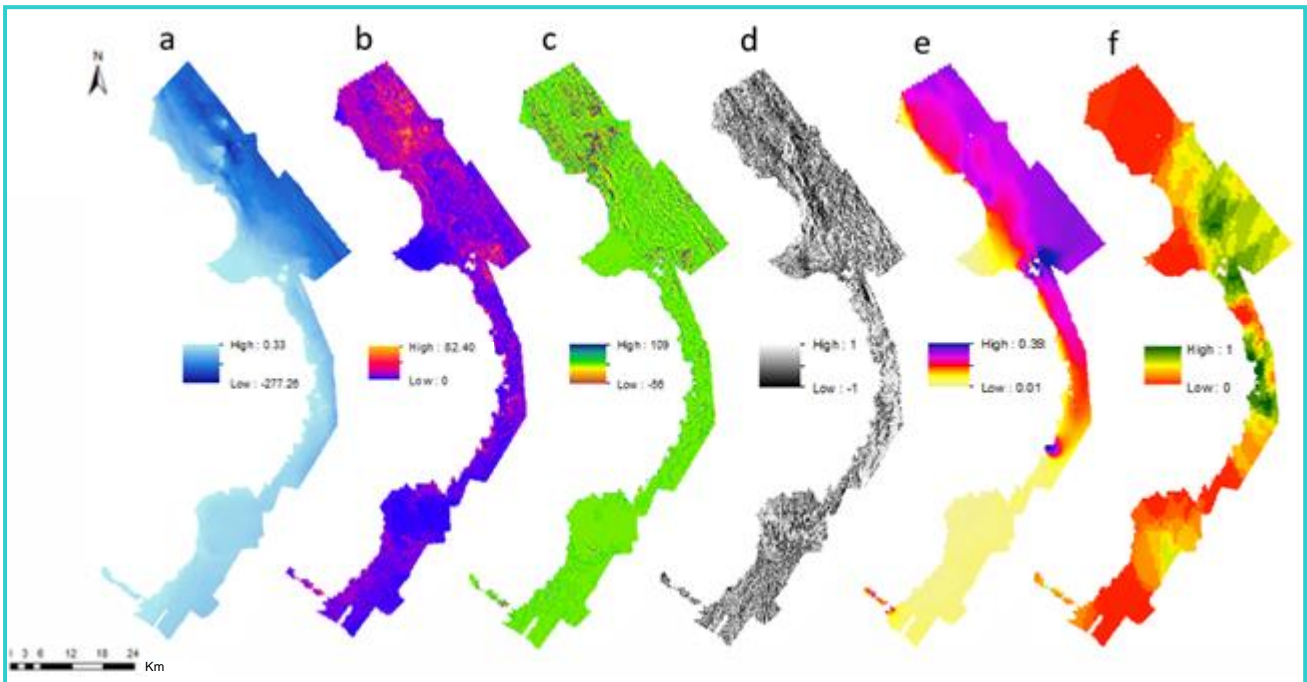 a b c d e f
N
High : 0.33
Low : -277.26
High : 82.40
Low : 0
High : 109
Low : -56
High : 1
Low : -1
High : 0.39
Low : 0.01
High : 1
Low : 0
3 6 12 18 24
Km